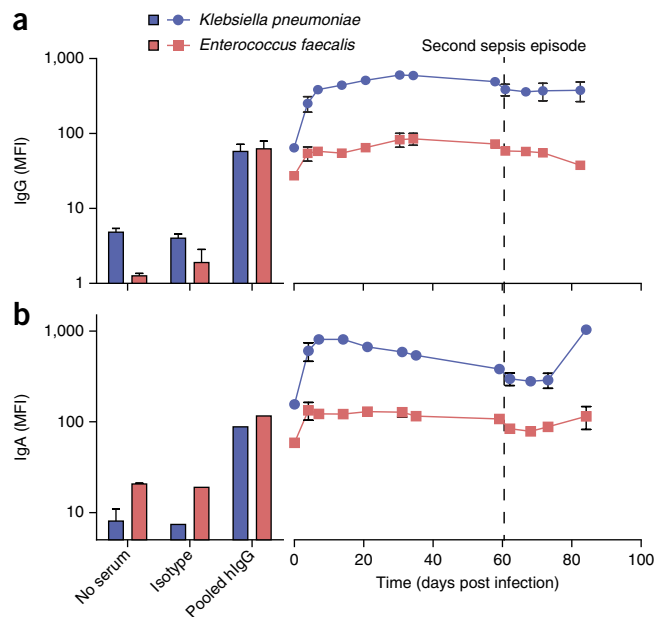 a
Klebsiella pneumoniae
Enterococcus faecalis
Second sepsis episode
IgG (MFI)
1,000
100
10
1
b
IgA (MFI)
1,000
100
10
No serum
Isotype
Pooled hIgG
0 20 40 60 80 100
Time (days post infection)